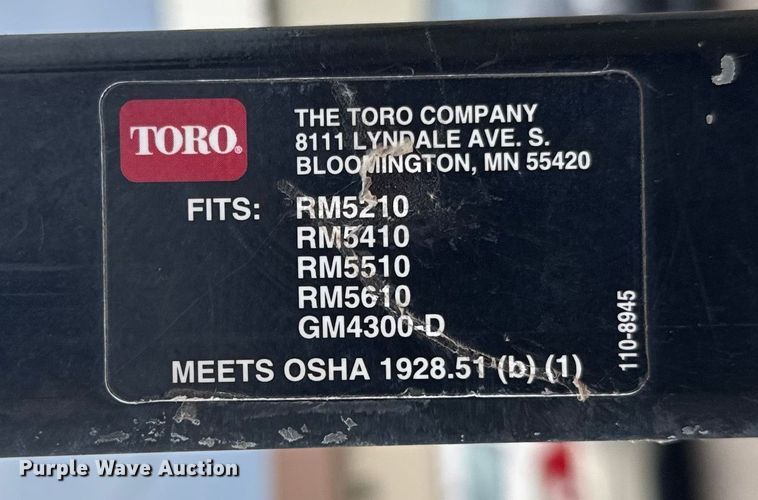 TORO®
THE TORO COMPANY
8111 LYNDALE AVE. S.
BLOOMINGTON, MN 55420
FITS: RM5210
RM5410
RM5510
RM5610
GM4300-D
MEETS OSHA 1928.51 (b) (1)
110-8945
Purple Wave Auction